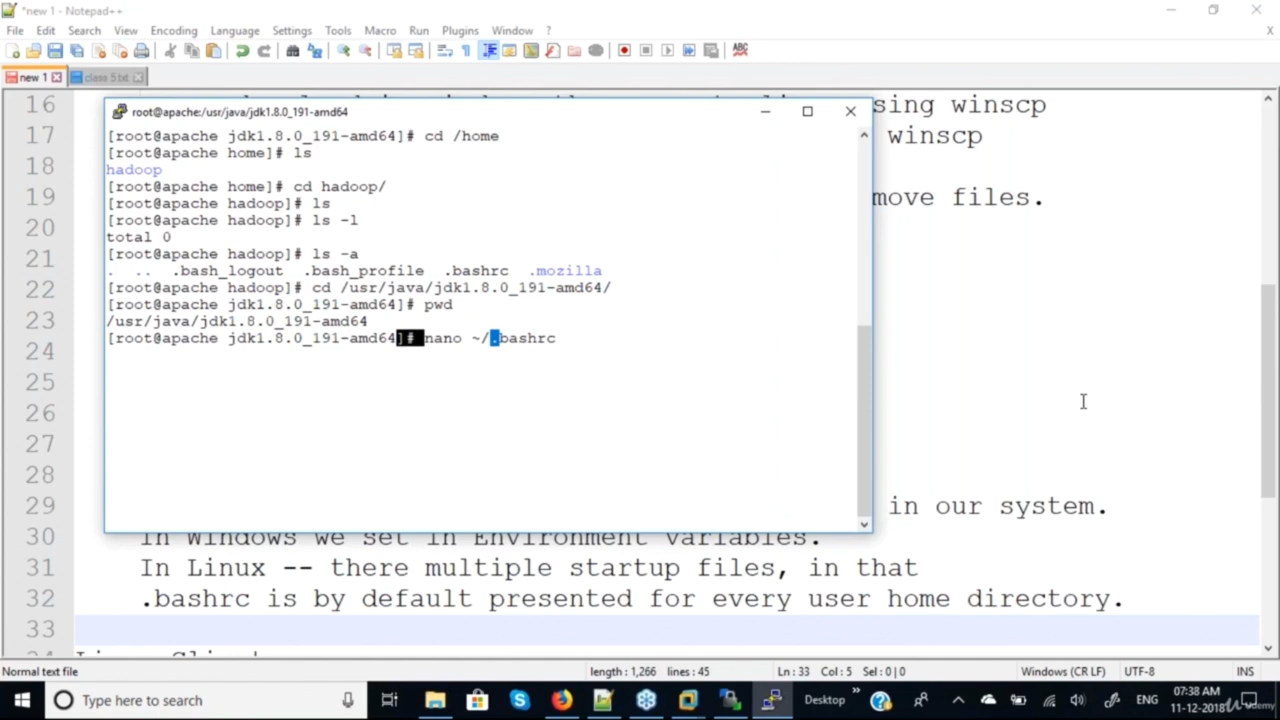 *new 1 - Notepad++
File Edit Search View Encoding Language Settings Tools Macro Run Plugins Window ?
new 1 class 5.txt
16 sing winscp
17 winscp
18
19 move files.
20
21
22
23
24
25
26
27
28
29 in our system.
30 In Windows we set in Environment variables.
31 In Linux -- there multiple startup files, in that
32 .bashrc is by default presented for every user home directory.
33
root@apache:/usr/java/jdk1.8.0_191-amd64
[root@apache jdk1.8.0_191-amd64]# cd /home
[root@apache home]# ls
hadoop
[root@apache home]# cd hadoop/
[root@apache hadoop]# ls
[root@apache hadoop]# ls -l
total 0
[root@apache hadoop]# ls -a
. .. .bash_logout .bash_profile .bashrc .mozilla
[root@apache hadoop]# cd /usr/java/jdk1.8.0_191-amd64/
[root@apache jdk1.8.0_191-amd64]# pwd
/usr/java/jdk1.8.0_191-amd64
[root@apache jdk1.8.0_191-amd64]# nano ~/.bashrc
Normal text file length : 1,266 lines : 45 Ln : 33 Col : 5 Sel : 0 | 0 Windows (CR LF) UTF-8 INS
Type here to search Desktop ENG 07:38 AM
11-12-2018
Udemy